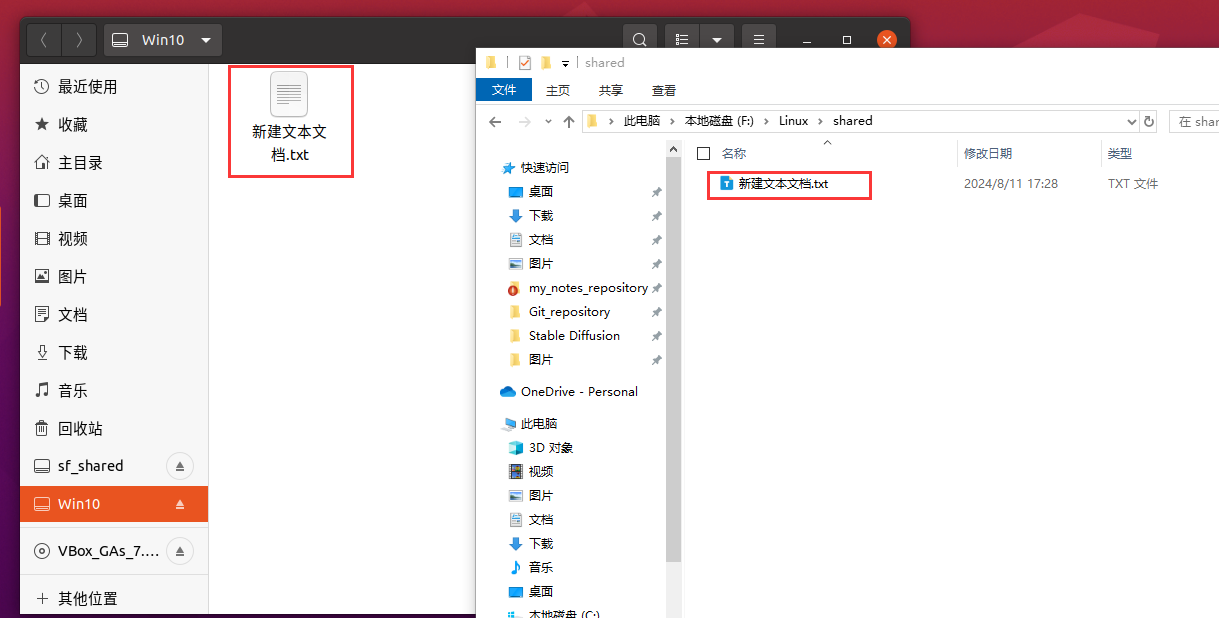 Win10
最近使用
收藏
主目录
桌面
视频
图片
文档
下载
音乐
回收站
sf_shared
Win10
VBox_GAs_7....
其他位置
新建文本文
档.txt
shared
文件 主页 共享 查看
此电脑 本地磁盘 (F:) Linux shared
在 shar
快速访问
桌面
下载
文档
图片
my_notes_repository
Git_repository
Stable Diffusion
图片
OneDrive - Personal
此电脑
3D 对象
视频
图片
文档
下载
音乐
桌面
本地磁盘 (C:)
名称 修改日期 类型
新建文本文档.txt 2024/8/11 17:28 TXT 文件